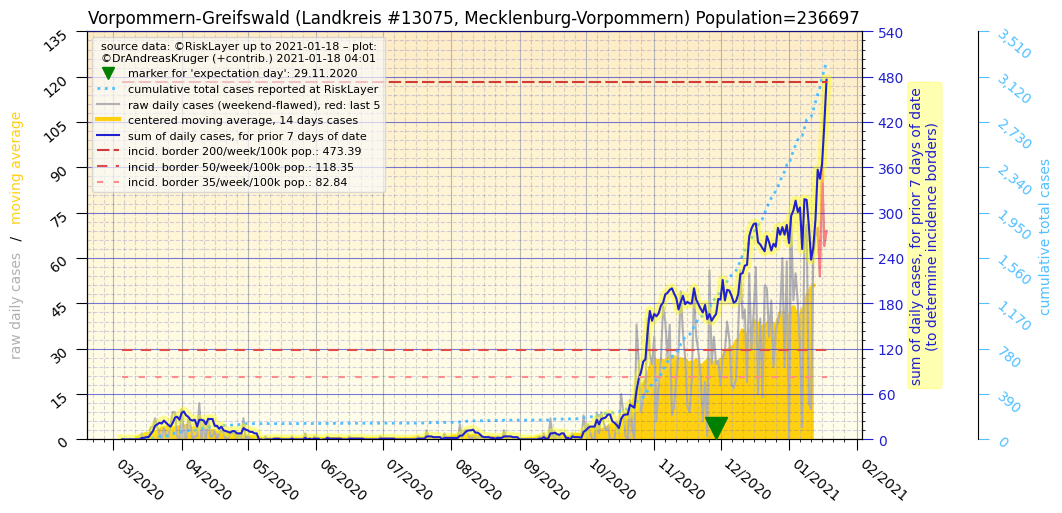 Vorpommern-Greifswald (Landkreis #13075, Mecklenburg-Vorpommern) Population=236697
source data: ©RiskLayer up to 2021-01-18 – plot:
©DrAndreasKruger (+contrib.) 2021-01-18 04:01
marker for 'expectation day': 29.11.2020
cumulative total cases reported at RiskLayer
raw daily cases (weekend-flawed), red: last 5
centered moving average, 14 days cases
sum of daily cases, for prior 7 days of date
incid. border 200/week/100k pop.: 473.39
incid. border 50/week/100k pop.: 118.35
incid. border 35/week/100k pop.: 82.84
raw daily cases / moving average
135
120
105
90
75
60
45
30
15
0
03/2020
04/2020
05/2020
06/2020
07/2020
08/2020
09/2020
10/2020
11/2020
12/2020
01/2021
02/2021
540
480
420
360
300
240
180
120
60
0
sum of daily cases, for prior 7 days of date
(to determine incidence borders)
3,510
3,120
2,730
2,340
1,950
1,560
1,170
780
390
0
cumulative total cases